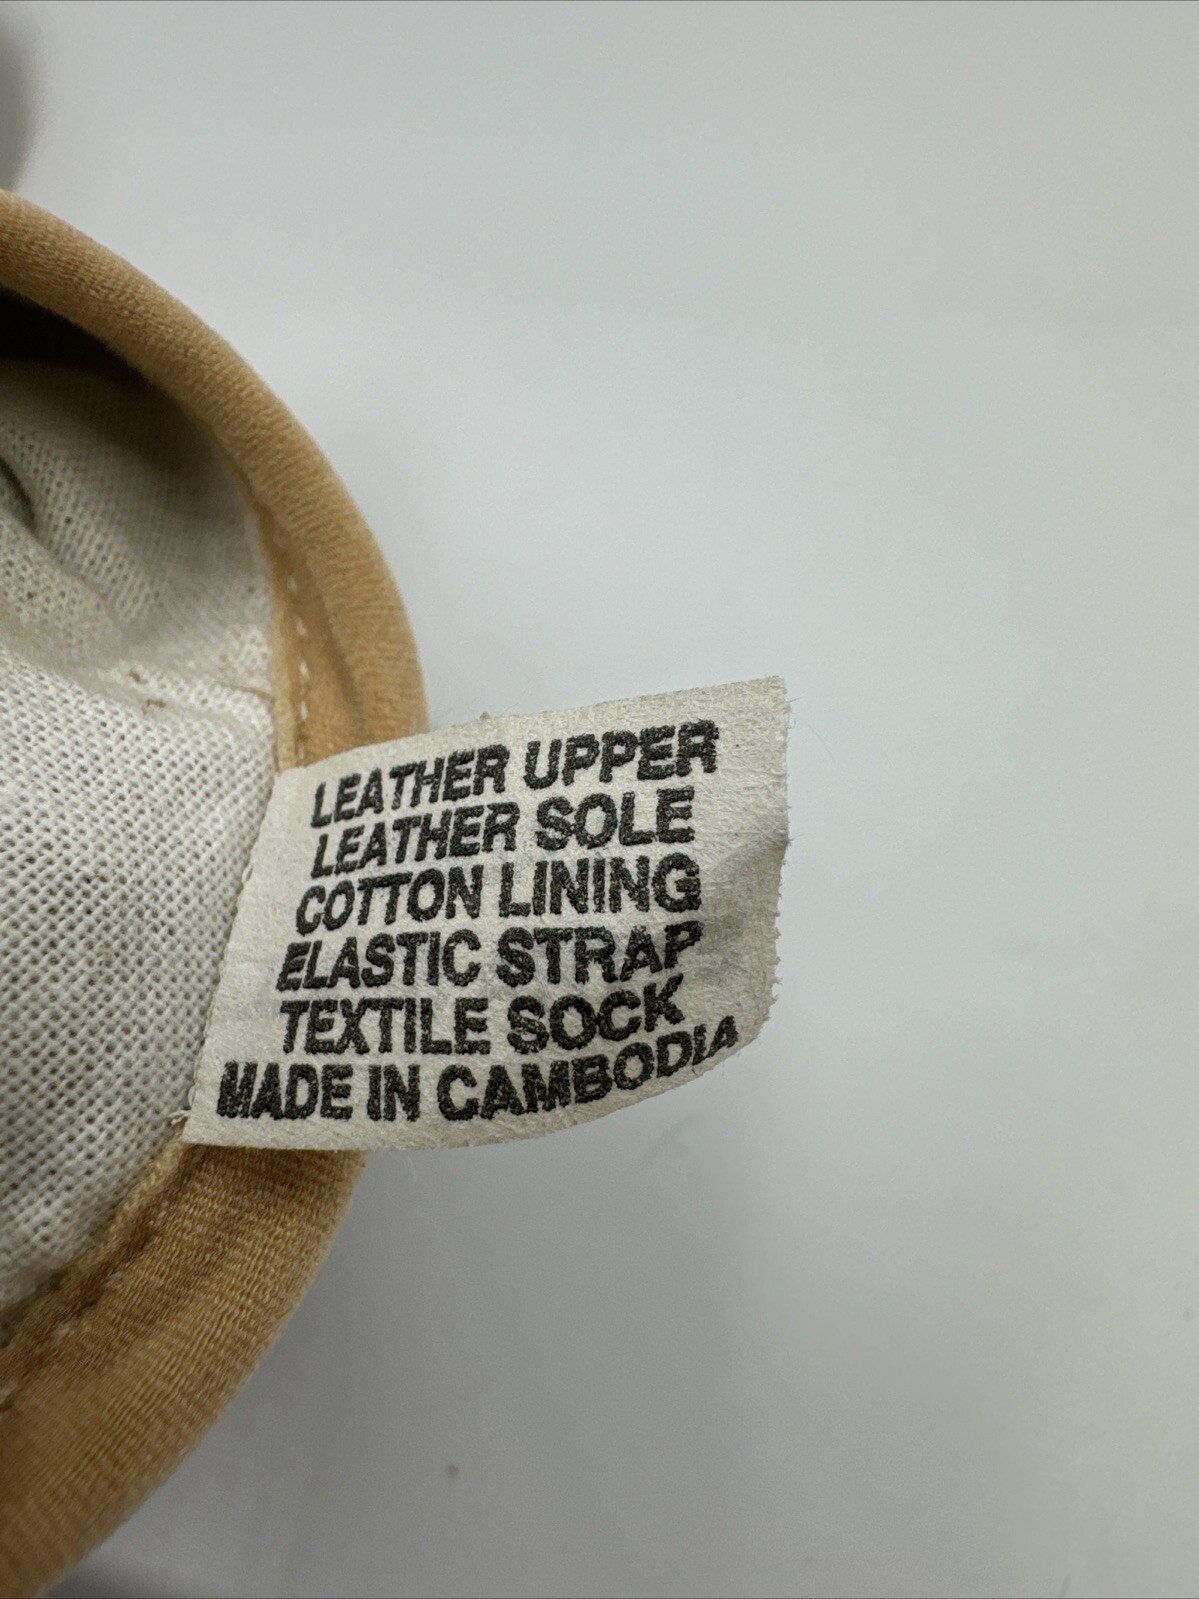 LEATHER UPPER
LEATHER SOLE
COTTON LINING
ELASTIC STRAP
TEXTILE SOCK
MADE IN CAMBODIA